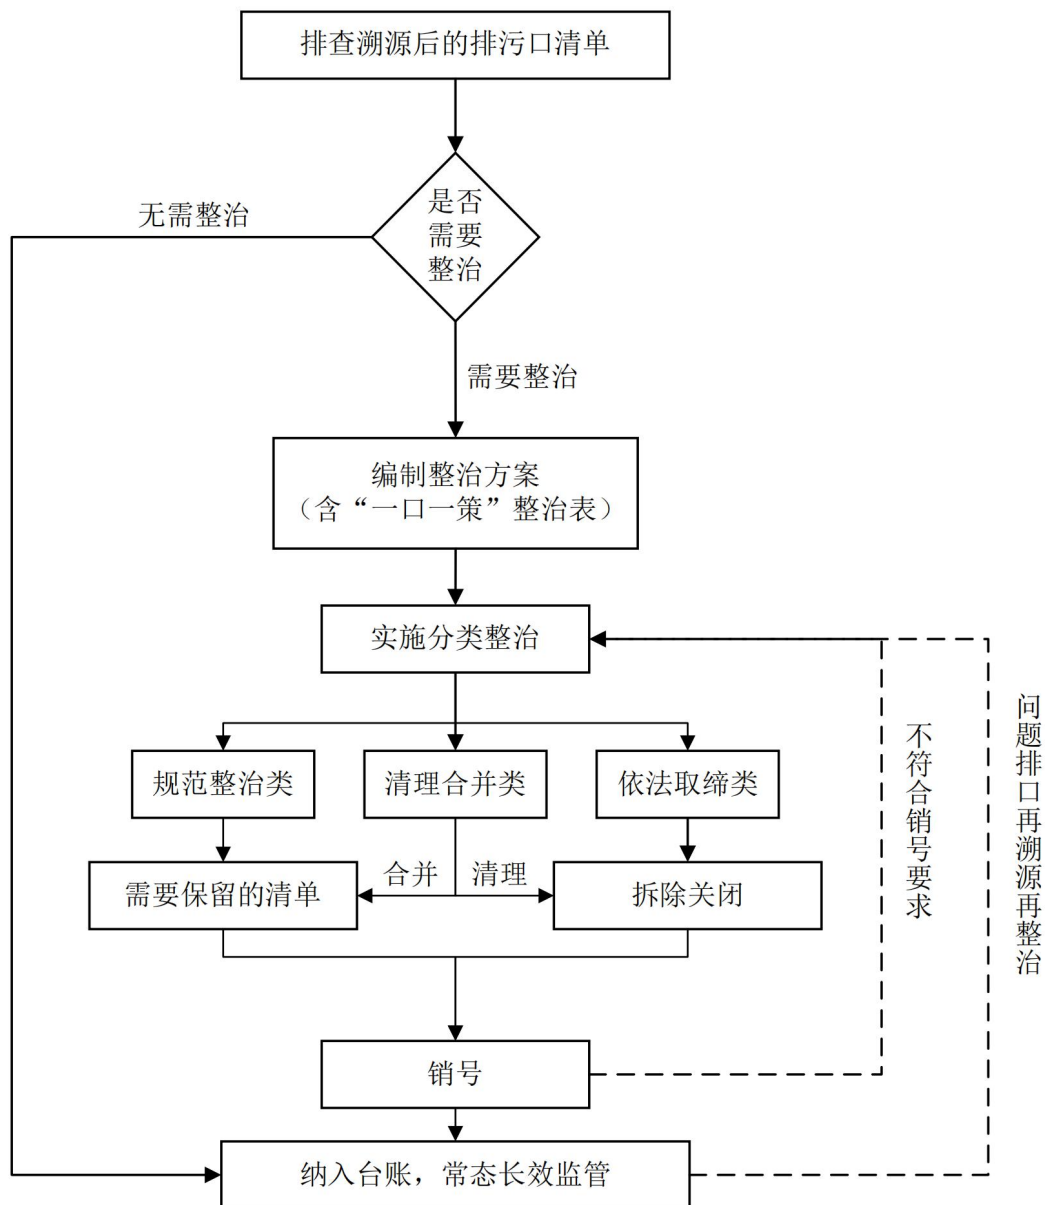 排查溯源后的排污口清单
是否
需要
整治
无需整治
需要整治
编制整治方案
（含“一口一策”整治表）
实施分类整治
规范整治类
清理合并类
依法取缔类
需要保留的清单
合并
清理
拆除关闭
不符合销号要求
问题排口再溯源再整治
销号
纳入台账，常态长效监管